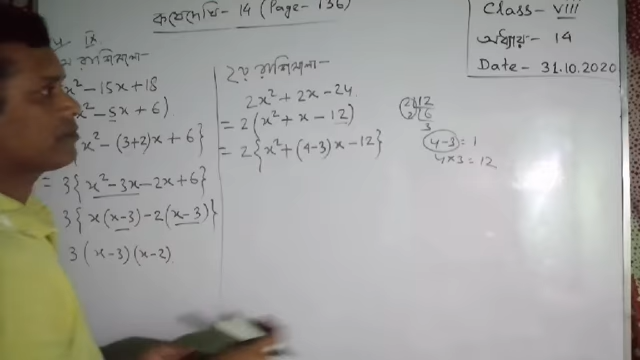 কষেদেখি - 14 (Page - 136)
Class - VIII
অধ্যায় - 14
Date - 31.10.2020
IX
রাশিমালা -
x² - 15x + 18
x² - 5x + 6)
x² - (3+2)x + 6}
= 3{x² - 3x - 2x + 6}
3{x(x-3) - 2(x-3)}
3(x-3)(x-2)
২য় রাশিমালা -
2x² + 2x - 24
= 2(x² + x - 12)
= 2{x² + (4-3)x - 12}
2|12
2|6
3
4-3 = 1
4×3 = 12